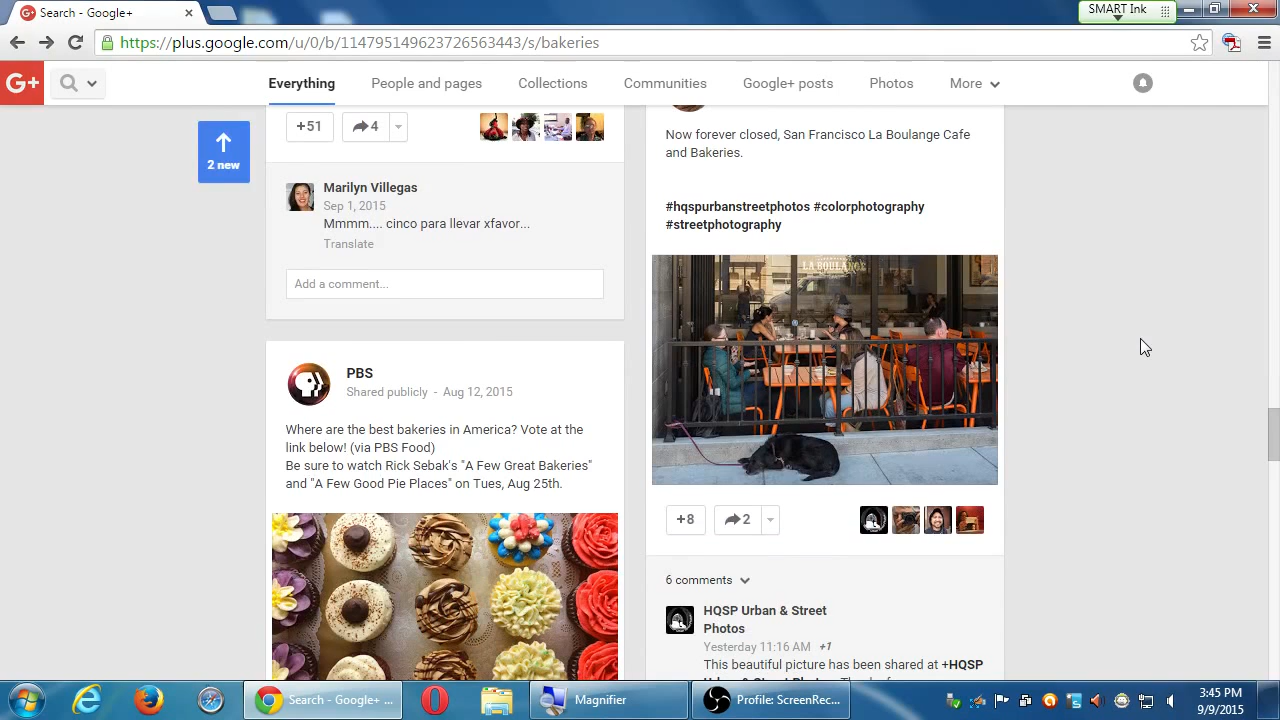 Search - Google+
SMART Ink
https://plus.google.com/u/0/b/114795149623726563443/s/bakeries
G+
Everything
People and pages
Collections
Communities
Google+ posts
Photos
More
2 new
+51
4
Marilyn Villegas
Sep 1, 2015
Mmmm.... cinco para llevar xfavor...
Translate
Add a comment...
PBS
Shared publicly - Aug 12, 2015
Where are the best bakeries in America? Vote at the
link below! (via PBS Food)
Be sure to watch Rick Sebak's "A Few Great Bakeries"
and "A Few Good Pie Places" on Tues, Aug 25th.
Now forever closed, San Francisco La Boulange Cafe
and Bakeries.
#hqspurbanstreetphotos #colorphotography
#streetphotography
LA BOULANGE
+8
2
6 comments
HQSP Urban & Street
Photos
Yesterday 11:16 AM +1
This beautiful picture has been shared at +HQSP
Search - Google+ ...
Magnifier
Profile: ScreenRec...
3:45 PM
9/9/2015